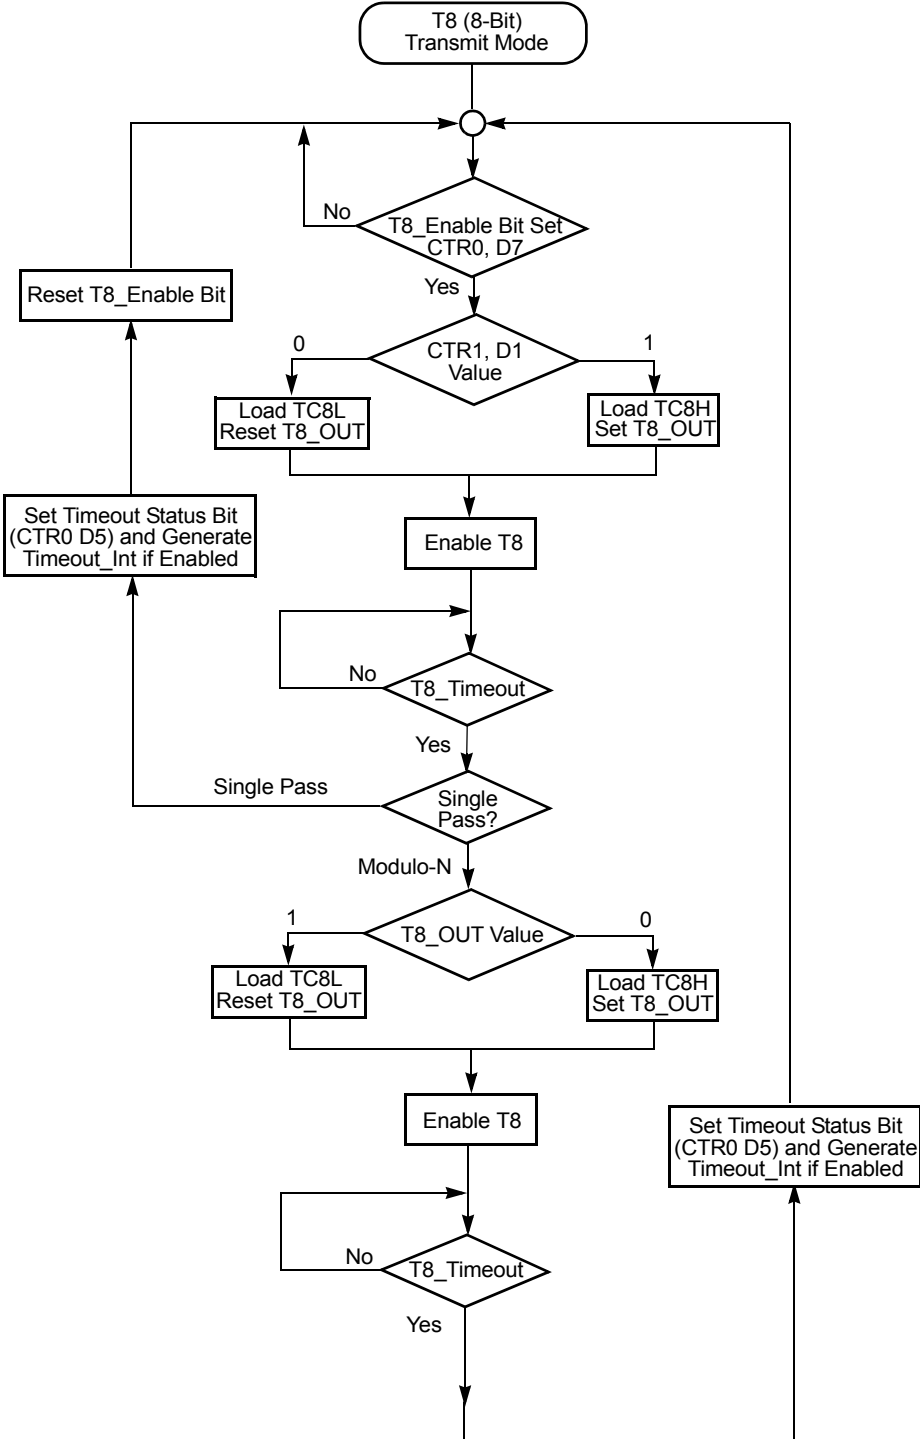 T8 (8-Bit)
Transmit Mode
No
T8_Enable Bit Set
CTR0, D7
Yes
Reset T8_Enable Bit
0
CTR1, D1
Value
1
Load TC8L
Reset T8_OUT
Load TC8H
Set T8_OUT
Set Timeout Status Bit
(CTR0 D5) and Generate
Timeout_Int if Enabled
Enable T8
No
T8_Timeout
Yes
Single Pass
Single
Pass?
Modulo-N
1
T8_OUT Value
0
Load TC8L
Reset T8_OUT
Load TC8H
Set T8_OUT
Enable T8
Set Timeout Status Bit
(CTR0 D5) and Generate
Timeout_Int if Enabled
No
T8_Timeout
Yes